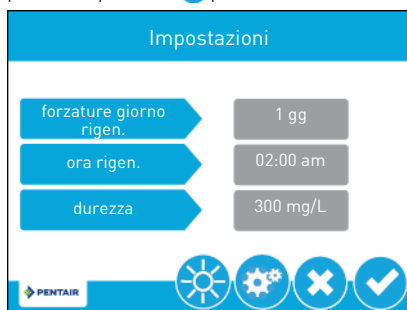 Impostazioni
forzature giorno
rigen.
1 gg
ora rigen.
02:00 am
durezza
300 mg/L
PENTAIR